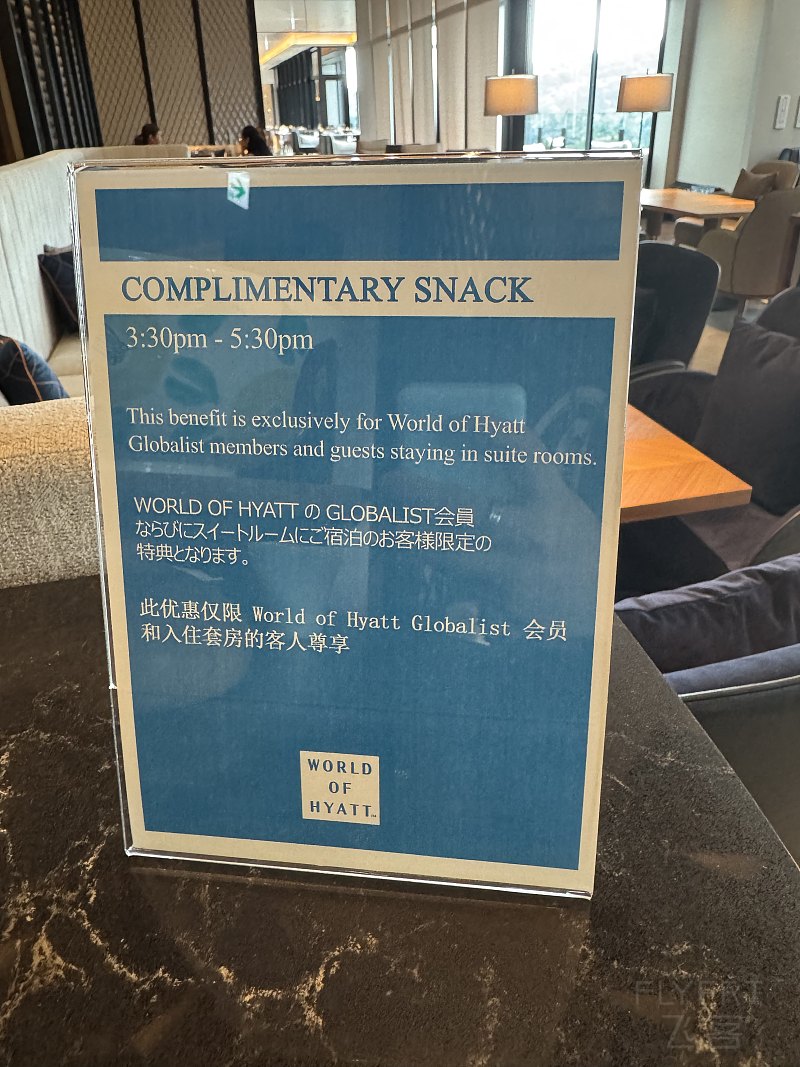 COMPLIMENTARY SNACK
3:30pm - 5:30pm
This benefit is exclusively for World of Hyatt
Globalist members and guests staying in suite rooms.
WORLD OF HYATT の GLOBALIST会員
ならびにスイートルームにご宿泊のお客様限定の
特典となります。
此优惠仅限 World of Hyatt Globalist 会员
和入住套房的客人尊享
WORLD
OF
HYATT™
FLYERT
飞客